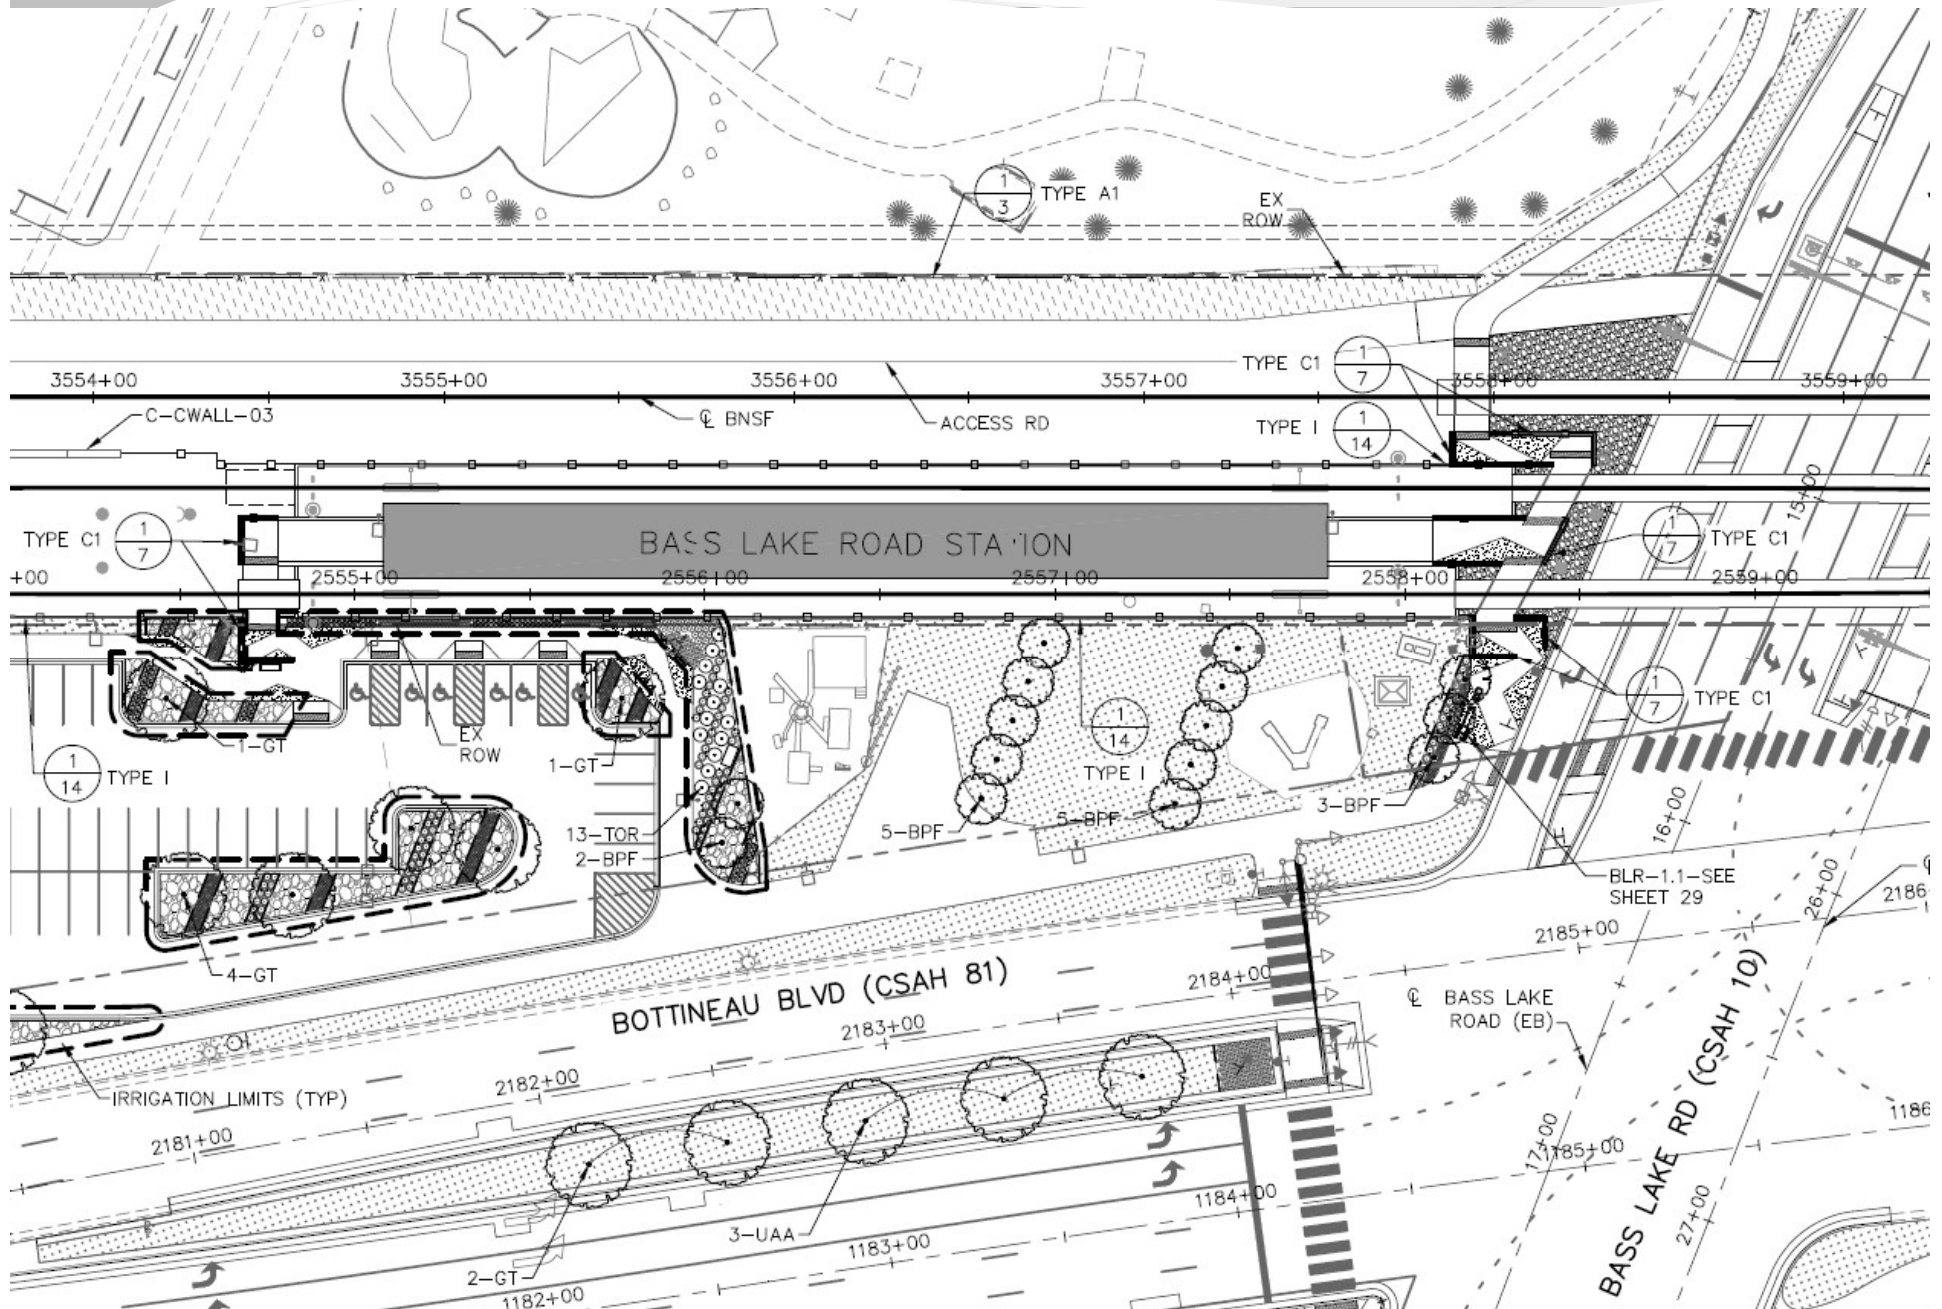 1
3
TYPE A1
EX
ROW
TYPE C1
1
7
3554+00
3555+00
3556+00
3557+00
3558+00
3559+00
C-CWALL-03
℄ BNSF
ACCESS RD
TYPE I
1
14
15+00
TYPE C1
1
7
BASS LAKE ROAD STATION
1
7
TYPE C1
+00
2555+00
2556+00
2557+00
2558+00
2559+00
1
7
TYPE C1
1-GT
EX
ROW
1-GT
1
14
TYPE I
1
14
TYPE I
13-TOR
2-BPF
5-BPF
5-BPF
3-BPF
16+00
BLR-1.1-SEE
SHEET 29
26+00
2186
4-GT
2185+00
2184+00
BOTTINEAU BLVD (CSAH 81)
℄ BASS LAKE
ROAD (EB)
BASS LAKE RD (CSAH 10)
2183+00
2182+00
IRRIGATION LIMITS (TYP)
2181+00
1186
17+00
1185+00
1184+00
27+00
3-UAA
1183+00
2-GT
1182+00